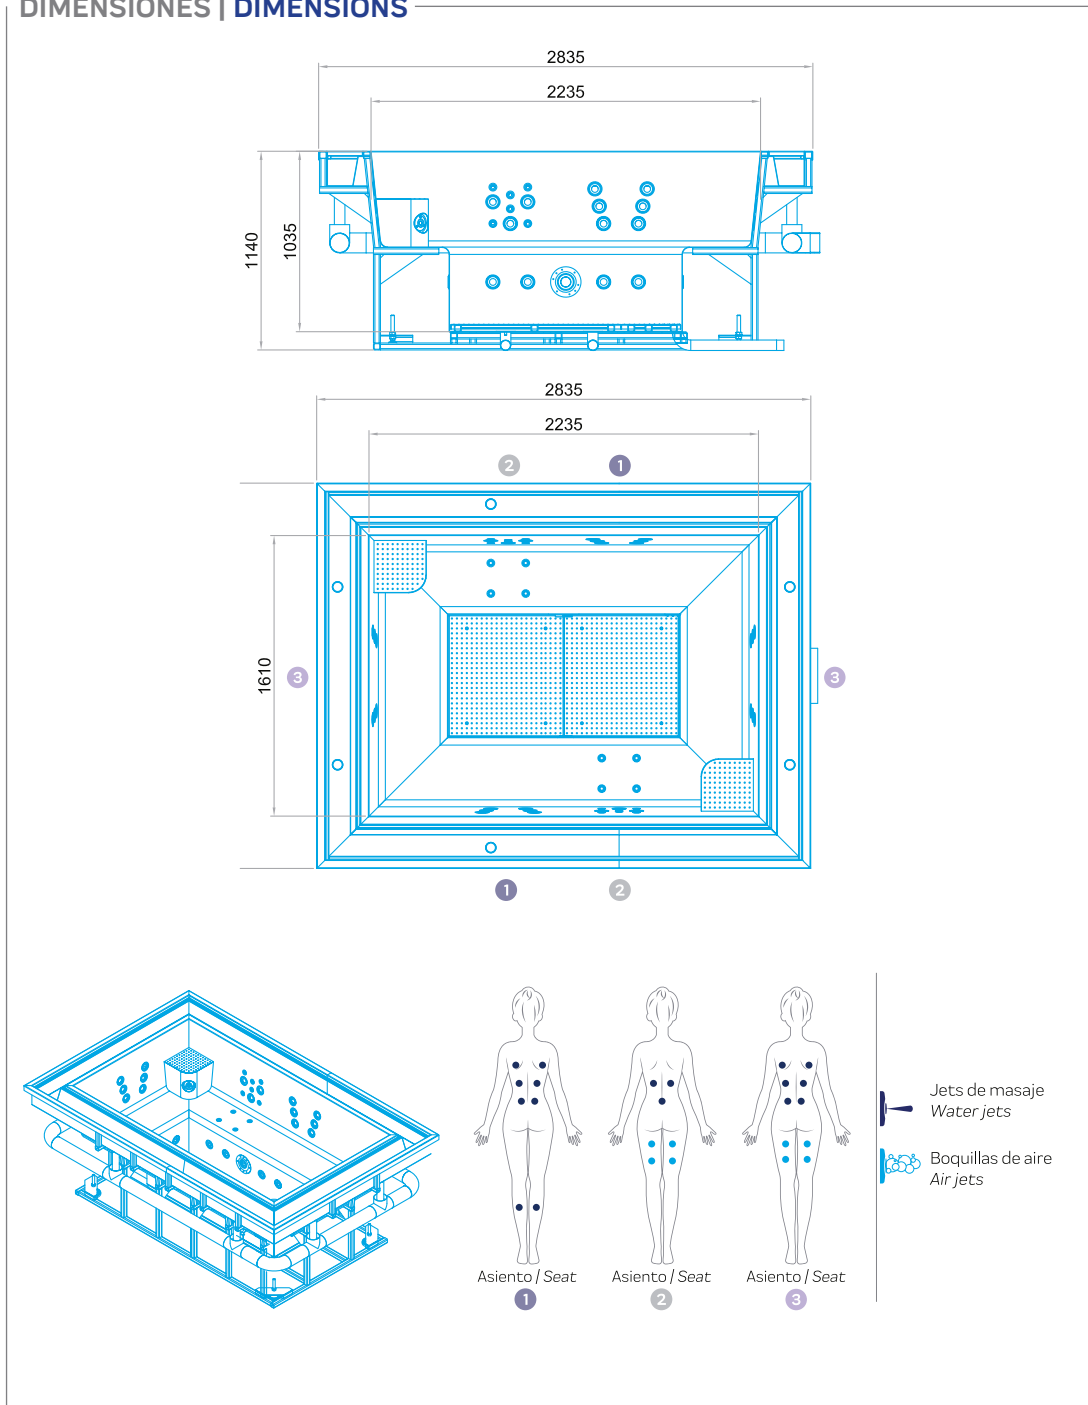 DIMENSIONES | DIMENSIONS
2835
2235
1140
1035
2835
2235
2
1
1610
3
3
1
2
Jets de masaje
Water jets
Boquillas de aire
Air jets
Asiento / Seat
1
Asiento / Seat
2
Asiento / Seat
3